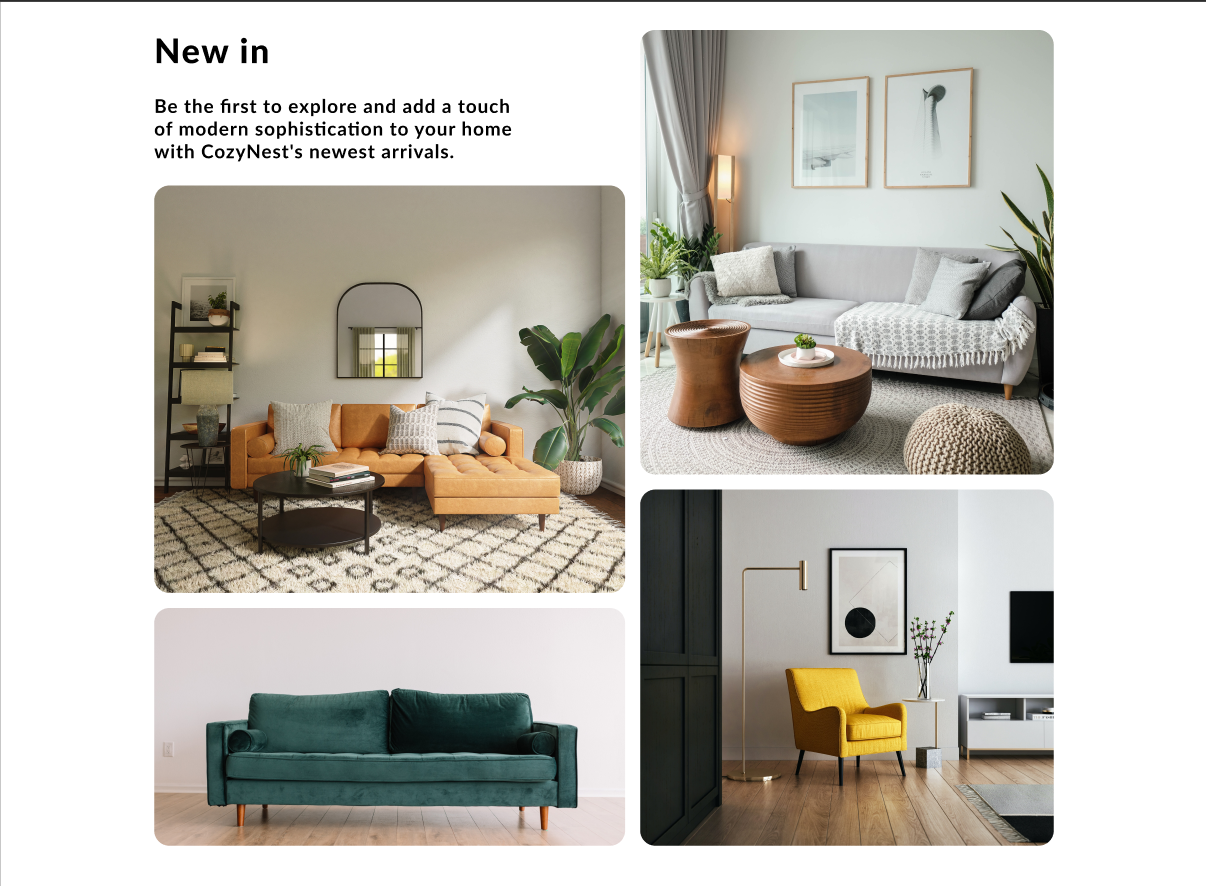 New in
Be the first to explore and add a touch
of modern sophistication to your home
with CozyNest's newest arrivals.